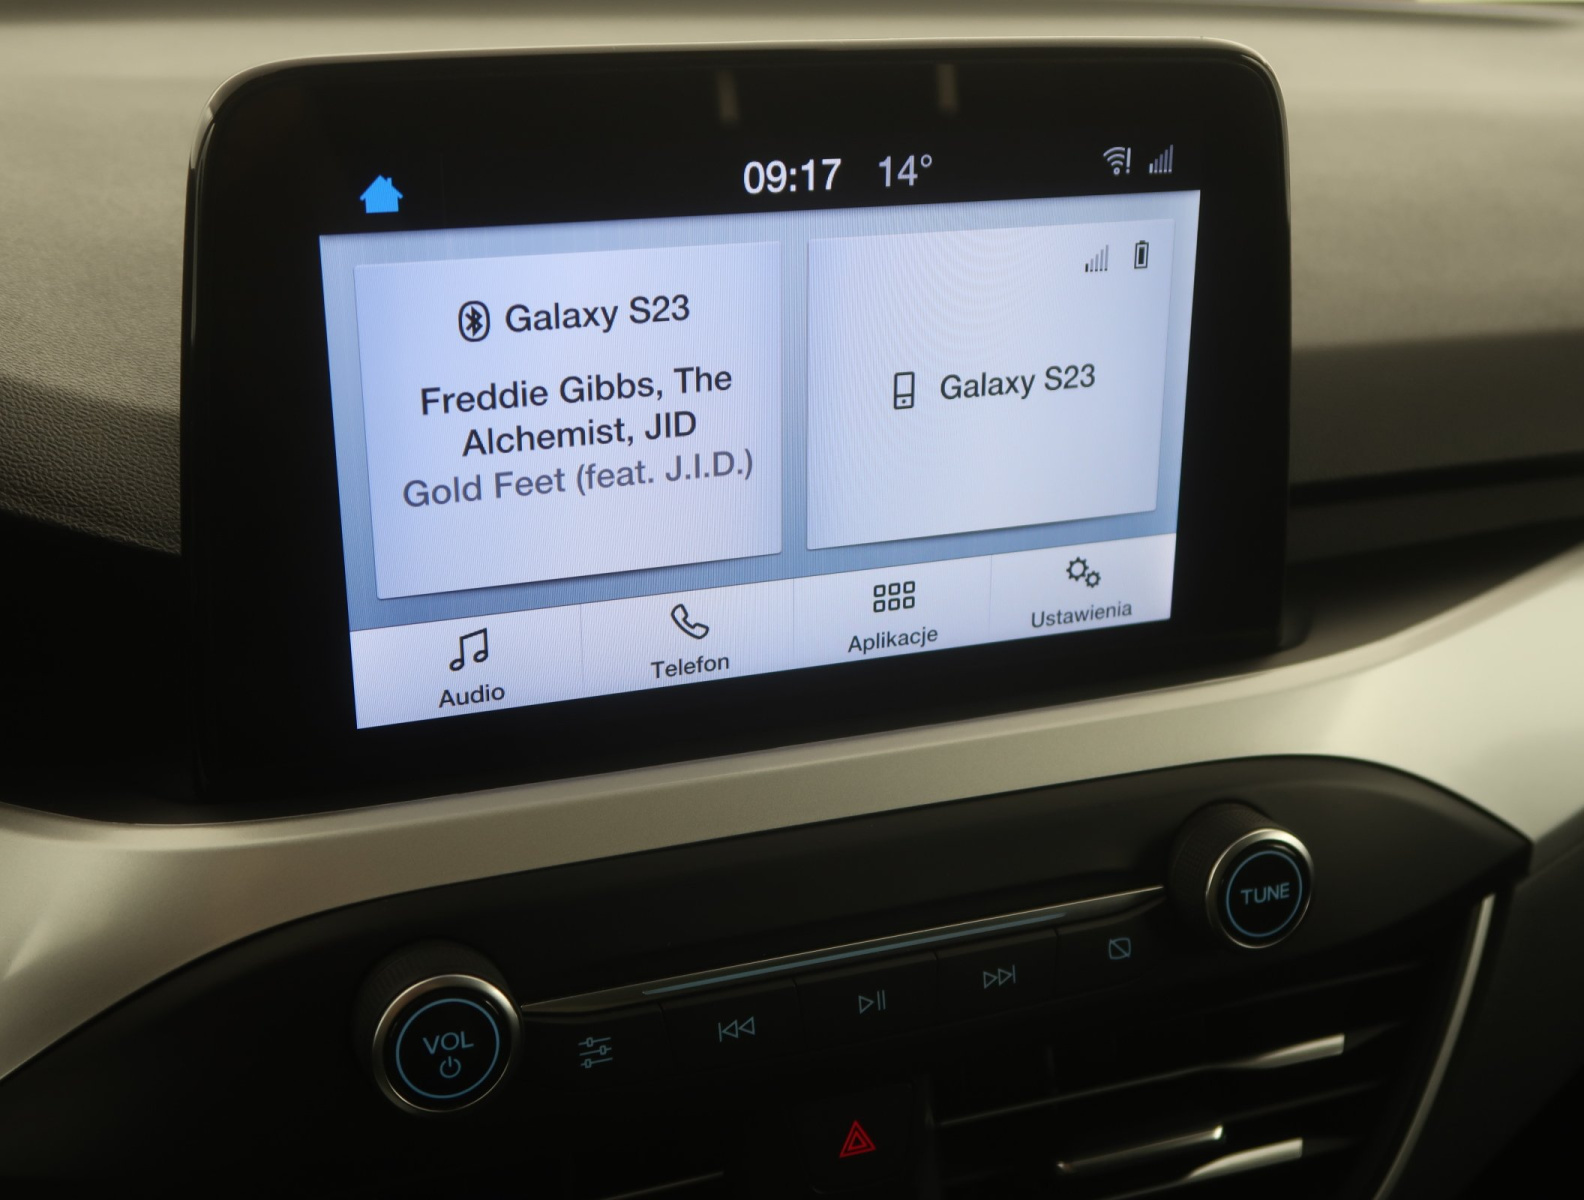 09:17 14°
Galaxy S23
Freddie Gibbs, The
Alchemist, JID
Gold Feet (feat. J.I.D.)
Galaxy S23
Audio
Telefon
Aplikacje
Ustawienia
VOL
TUNE